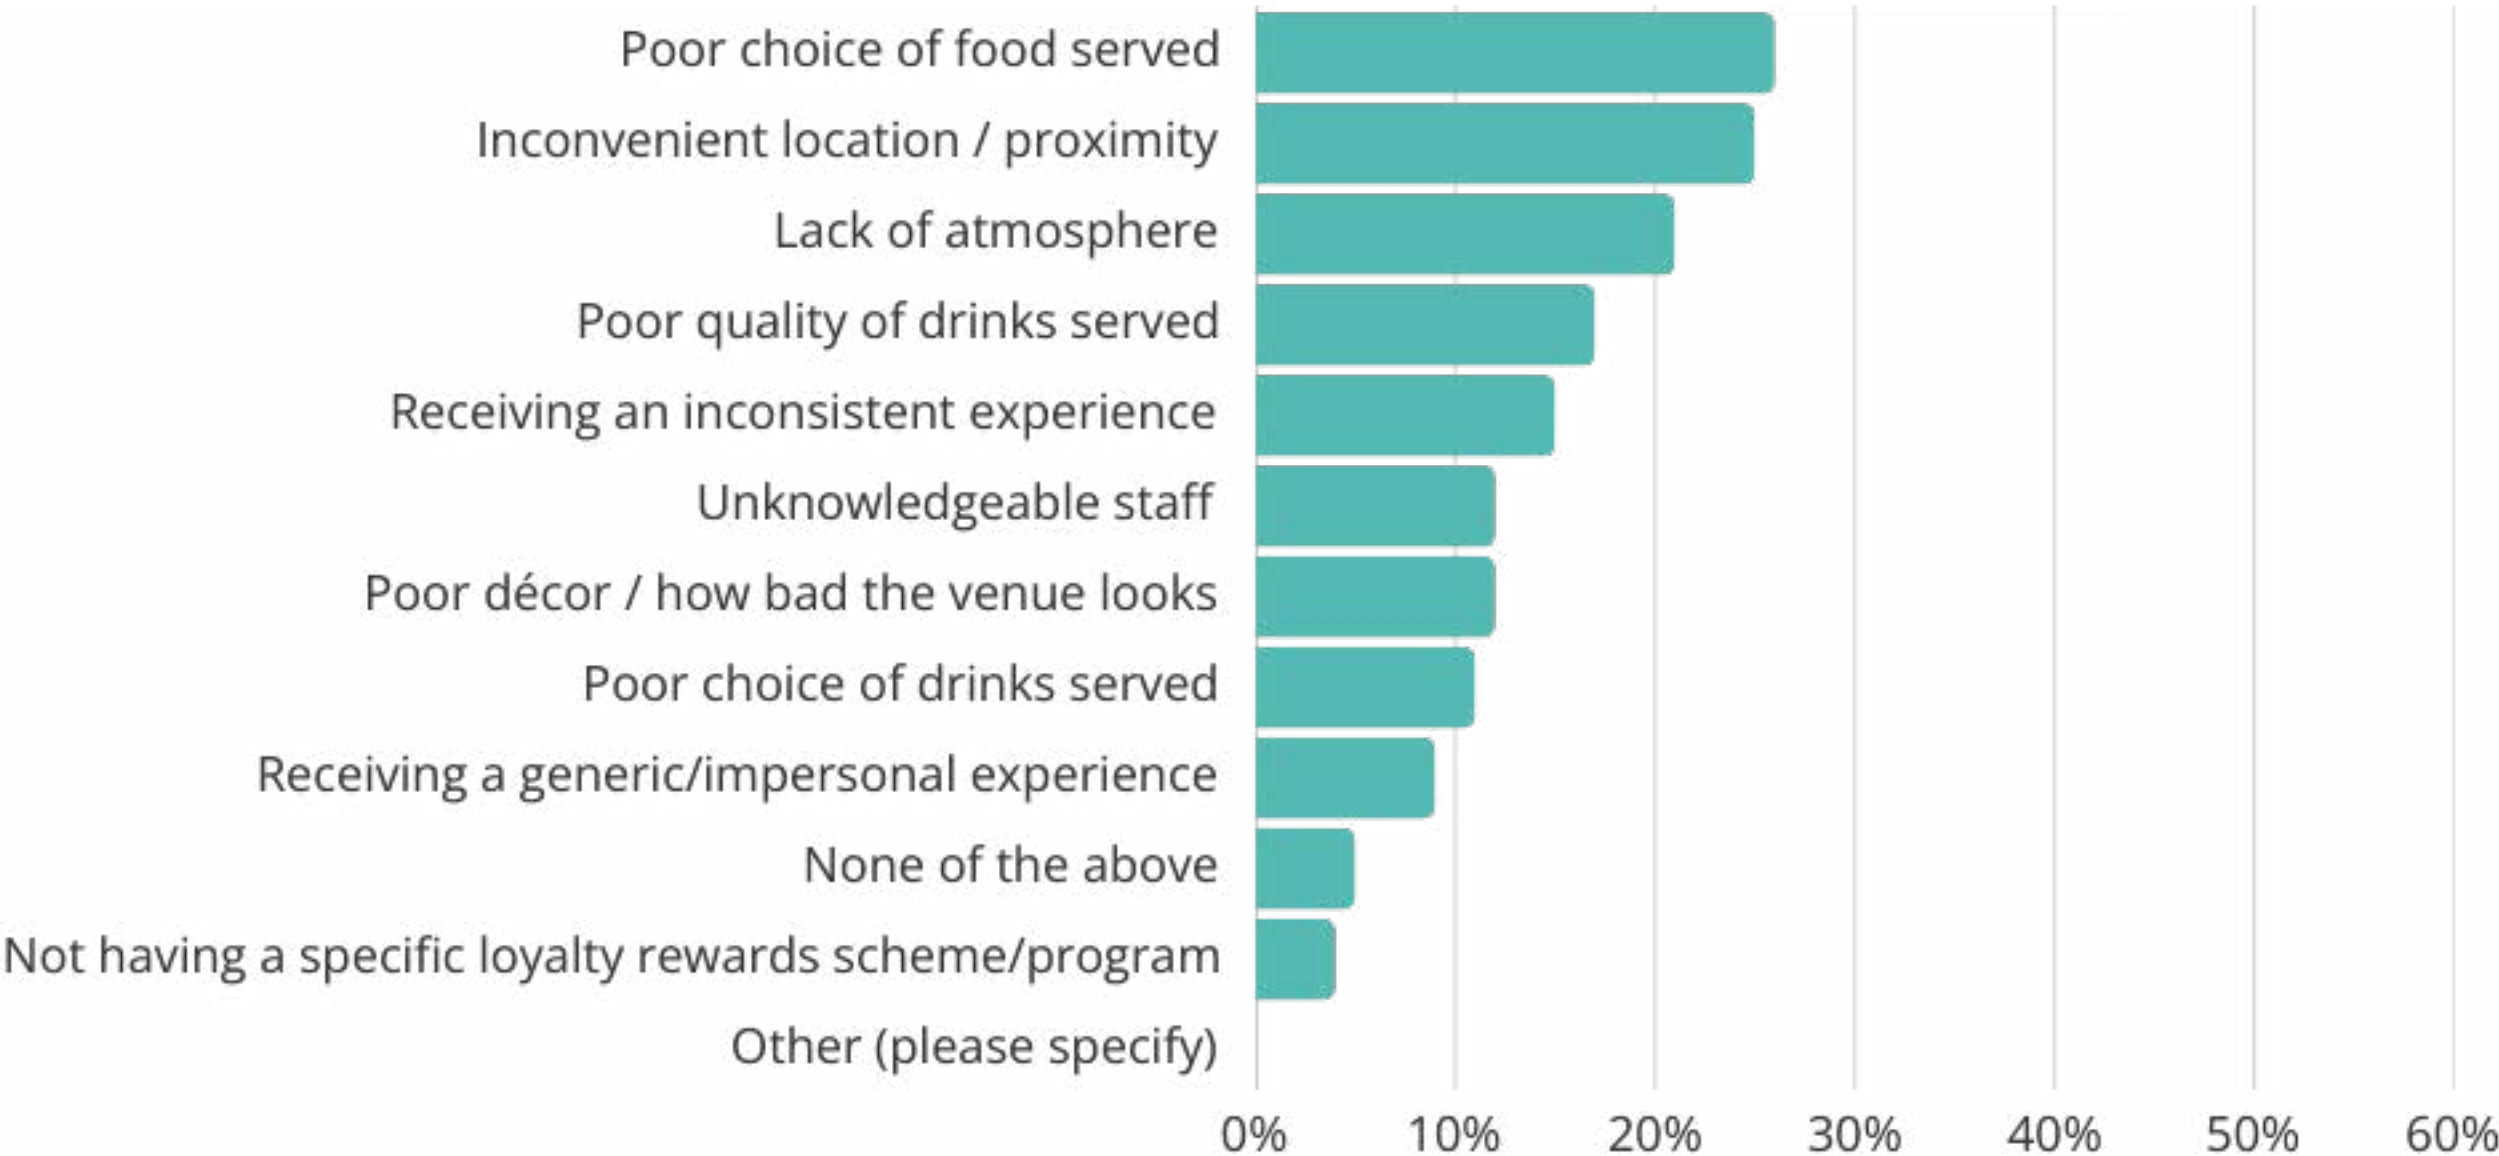 Poor choice of food served
Inconvenient location / proximity
Lack of atmosphere
Poor quality of drinks served
Receiving an inconsistent experience
Unknowledgeable staff
Poor décor / how bad the venue looks
Poor choice of drinks served
Receiving a generic/impersonal experience
None of the above
Not having a specific loyalty rewards scheme/program
Other (please specify)
0% 10% 20% 30% 40% 50% 60%